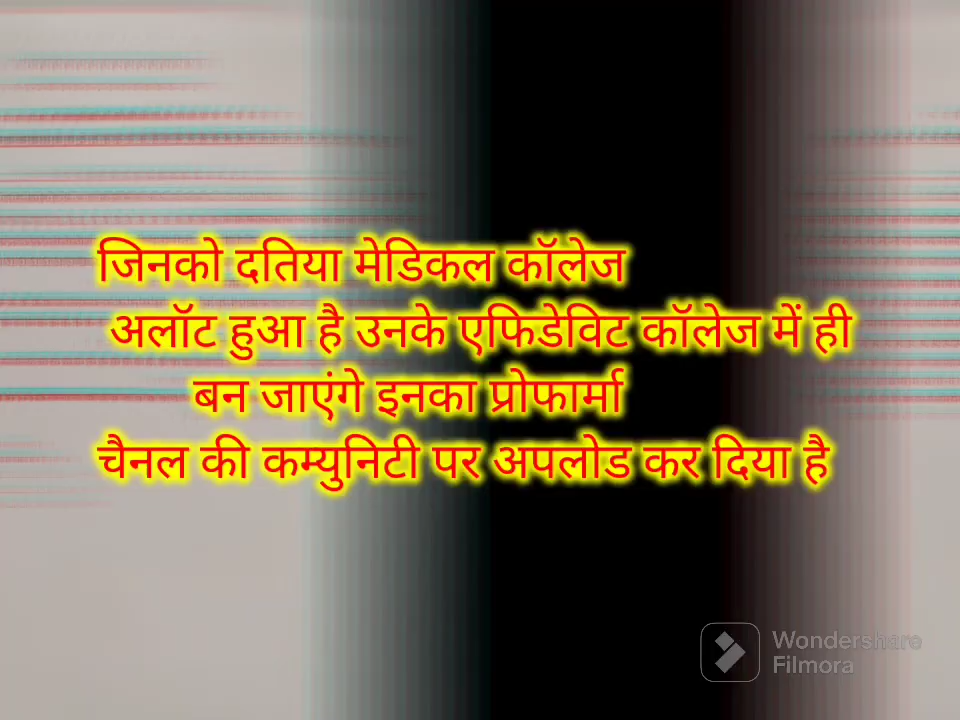 जिनको दतिया मेडिकल कॉलेज
अलॉट हुआ है उनके एफिडेविट कॉलेज में ही
बन जाएंगे इनका प्रोफार्मा
चैनल की कम्युनिटी पर अपलोड कर दिया है
Wondershare
Filmora